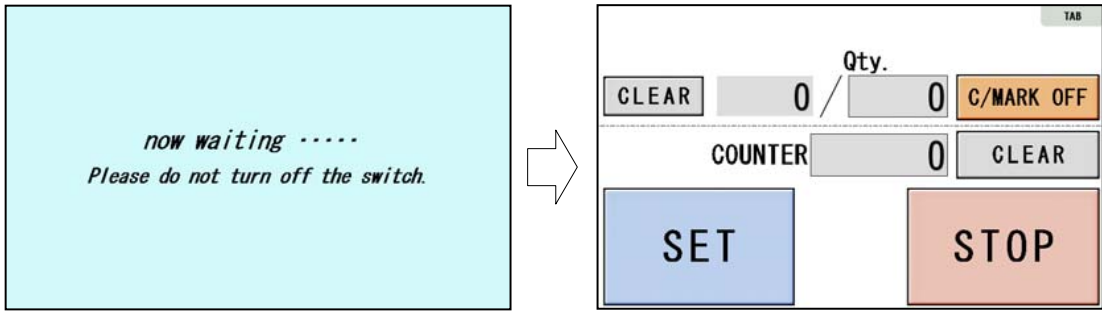 now waiting ·····
Please do not turn off the switch.
TAB
Qty.
CLEAR 0 / 0 C/MARK OFF
COUNTER 0 CLEAR
SET STOP